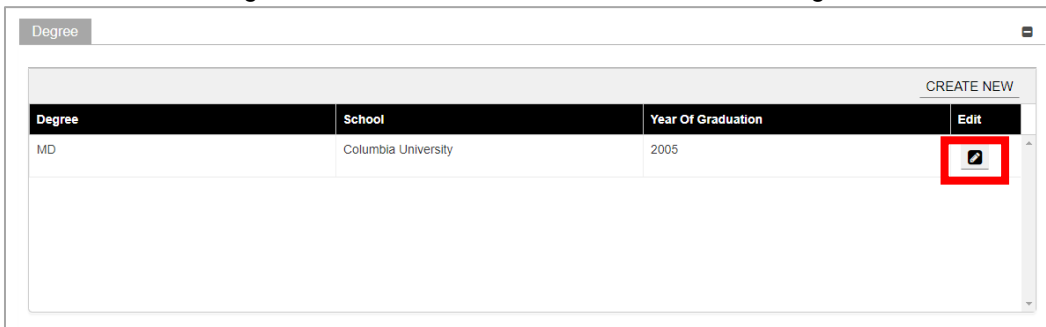 Degree
CREATE NEW
Degree School Year Of Graduation Edit
MD Columbia University 2005